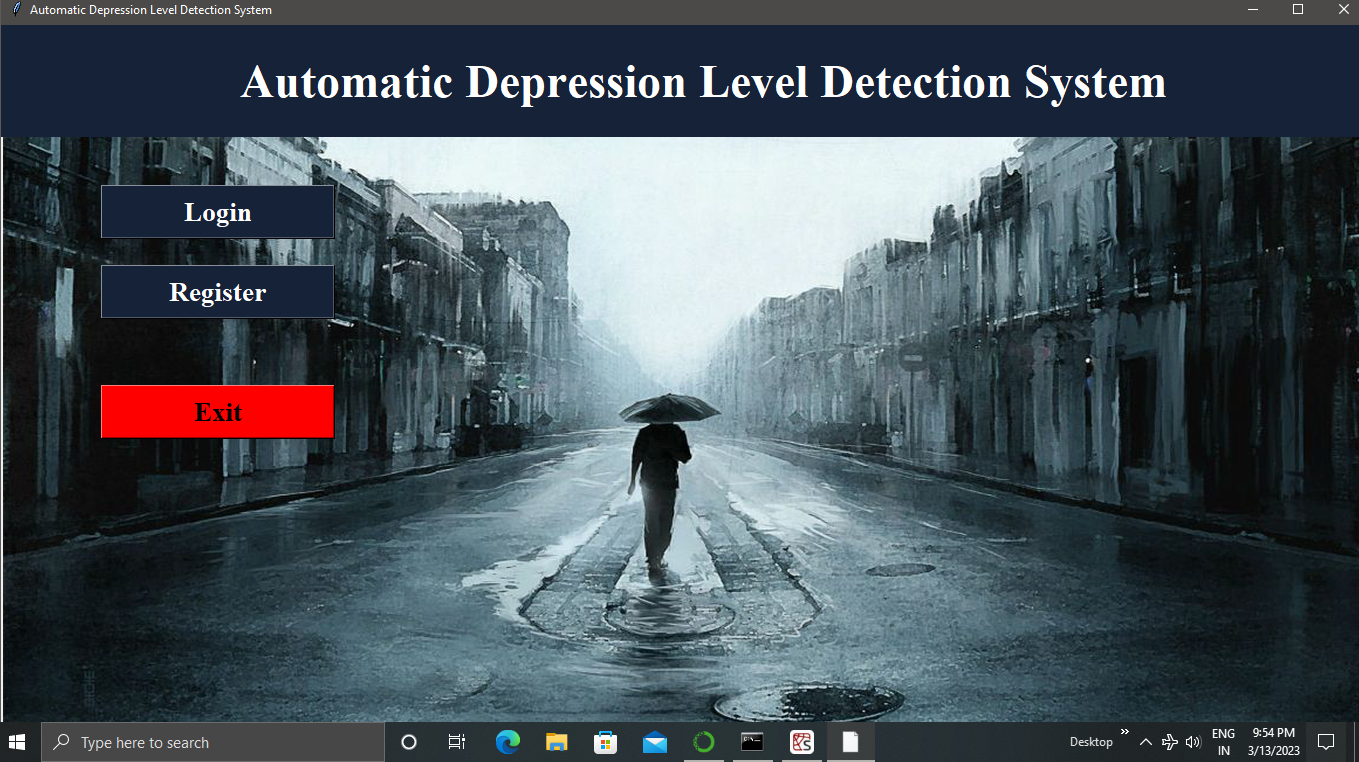 Automatic Depression Level Detection System
Automatic Depression Level Detection System
Login
Register
Exit
Type here to search
Desktop
ENG
IN
9:54 PM
3/13/2023